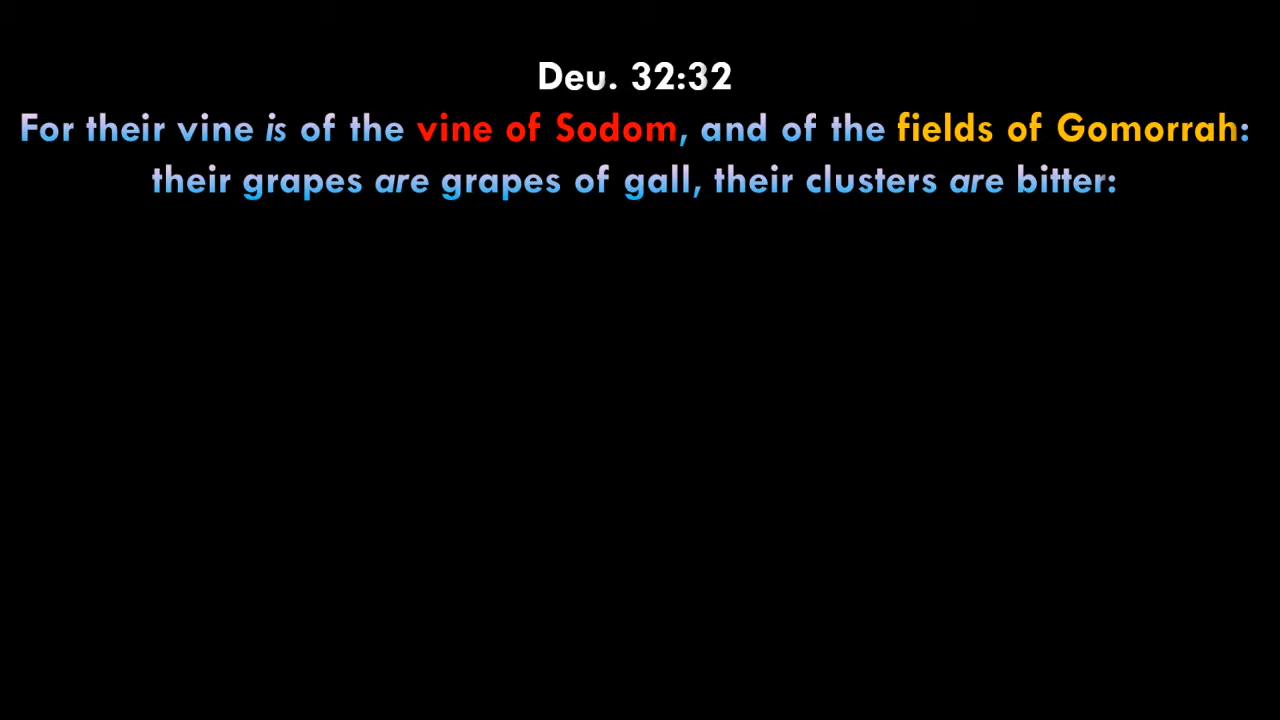 Deu. 32:32
For their vine is of the vine of Sodom, and of the fields of Gomorrah:
their grapes are grapes of gall, their clusters are bitter: